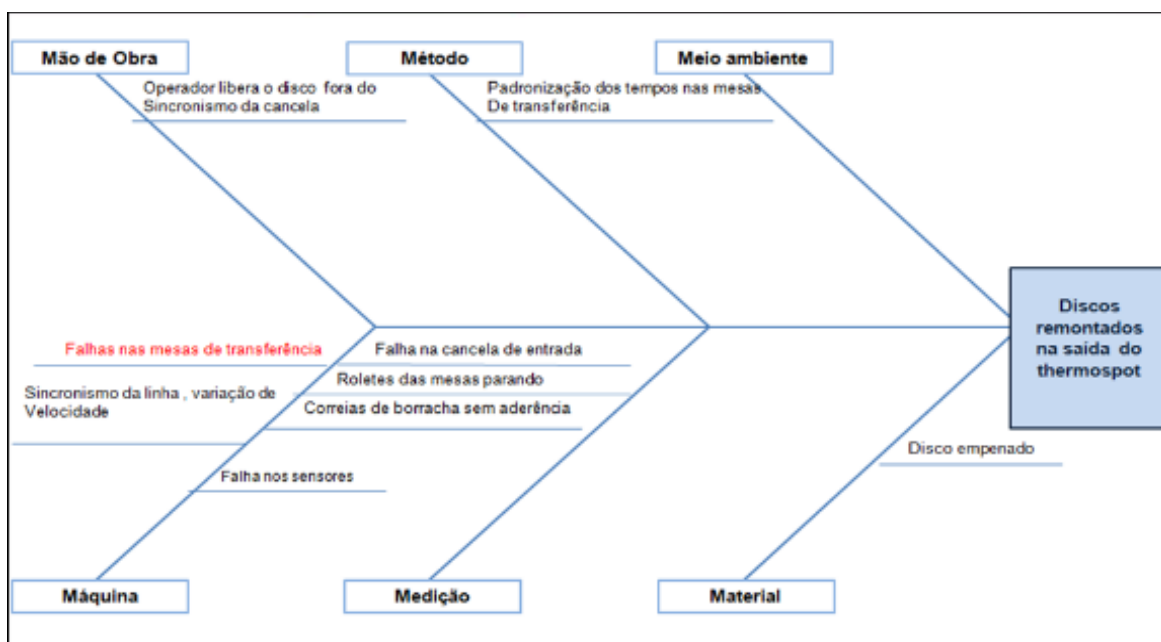 Mão de Obra
Método
Meio ambiente
Operador libera o disco fora do
Sincronismo da cancela
Padronização dos tempos nas mesas
De transferência
Discos
remontados
na saída do
thermospot
Falhas nas mesas de transferência
Falha na cancela de entrada
Roletes das mesas parando
Sincronismo da linha , variação de
Velocidade
Correias de borracha sem aderência
Disco empenado
Falha nos sensores
Máquina
Medição
Material